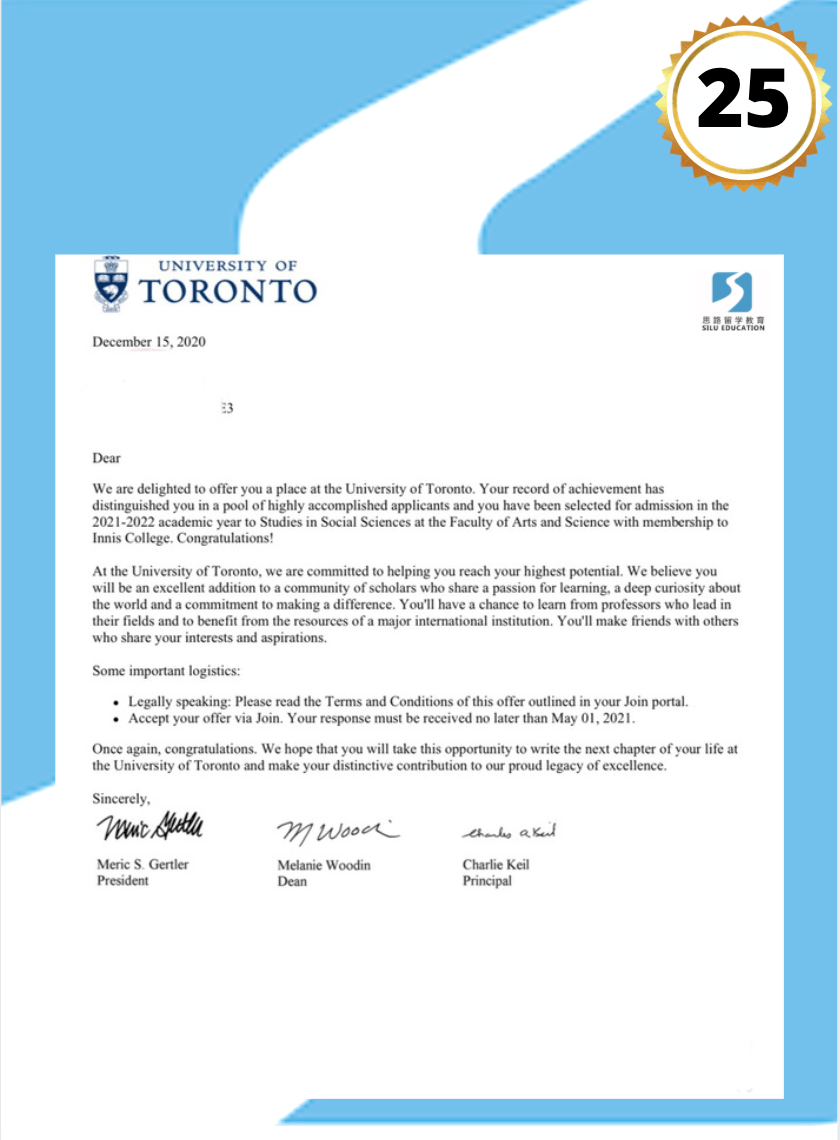 25
UNIVERSITY OF
TORONTO
思路留学教育
SILU EDUCATION
December 15, 2020
E3
Dear
We are delighted to offer you a place at the University of Toronto. Your record of achievement has
distinguished you in a pool of highly accomplished applicants and you have been selected for admission in the
2021-2022 academic year to Studies in Social Sciences at the Faculty of Arts and Science with membership to
Innis College. Congratulations!
At the University of Toronto, we are committed to helping you reach your highest potential. We believe you
will be an excellent addition to a community of scholars who share a passion for learning, a deep curiosity about
the world and a commitment to making a difference. You'll have a chance to learn from professors who lead in
their fields and to benefit from the resources of a major international institution. You'll make friends with others
who share your interests and aspirations.
Some important logistics:
• Legally speaking: Please read the Terms and Conditions of this offer outlined in your Join portal.
• Accept your offer via Join. Your response must be received no later than May 01, 2021.
Once again, congratulations. We hope that you will take this opportunity to write the next chapter of your life at
the University of Toronto and make your distinctive contribution to our proud legacy of excellence.
Sincerely,
Meric Gertler M Woodin Charles A Keil
Meric S. Gertler Melanie Woodin Charlie Keil
President Dean Principal